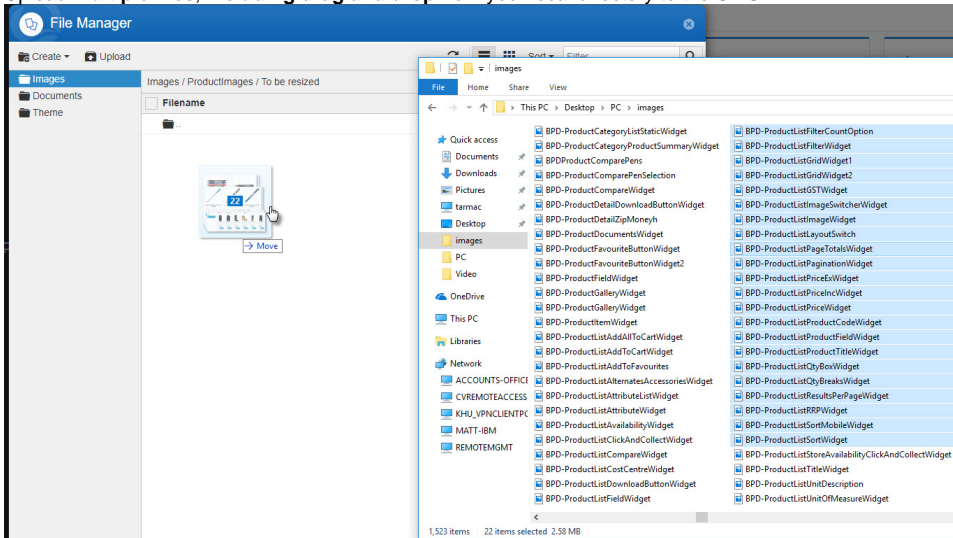 File Manager
Create
Upload
Sort
Filter
Images
Documents
Theme
Images / ProductImages / To be resized
Filename
..
22
Move
images
File
Home
Share
View
This PC > Desktop > PC > images
Quick access
Documents
Downloads
Pictures
tarmac
Desktop
images
PC
Video
OneDrive
This PC
Libraries
Network
ACCOUNTS-OFFICE
CVREMOTEACCESS
KHU_VPNCLIENTPC
MATT-IBM
REMOTEMGMT
BPD-ProductCategoryListStaticWidget
BPD-ProductCategoryProductSummaryWidget
BPDProductComparePens
BPD-ProductComparePenSelection
BPD-ProductCompareWidget
BPD-ProductDetailDownloadButtonWidget
BPD-ProductDetailZipMoneyh
BPD-ProductDocumentsWidget
BPD-ProductFavouriteButtonWidget
BPD-ProductFavouriteButtonWidget2
BPD-ProductFieldWidget
BPD-ProductGalleryWidget
BPD-ProductGalleryWidget
BPD-ProductItemWidget
BPD-ProductListAddAllToCartWidget
BPD-ProductListAddToCartWidget
BPD-ProductListAddToFavourites
BPD-ProductListAlternatesAccessoriesWidget
BPD-ProductListAttributeListWidget
BPD-ProductListAttributeWidget
BPD-ProductListAvailabilityWidget
BPD-ProductListClickAndCollectWidget
BPD-ProductListCompareWidget
BPD-ProductListCostCentreWidget
BPD-ProductListDownloadButtonWidget
BPD-ProductListFieldWidget
BPD-ProductListFilterCountOption
BPD-ProductListFilterWidget
BPD-ProductListGridWidget1
BPD-ProductListGridWidget2
BPD-ProductListGSTWidget
BPD-ProductListImageSwitcherWidget
BPD-ProductListImageWidget
BPD-ProductListLayoutSwitch
BPD-ProductListPageTotalsWidget
BPD-ProductListPaginationWidget
BPD-ProductListPriceExWidget
BPD-ProductListPriceIncWidget
BPD-ProductListPriceWidget
BPD-ProductListProductCodeWidget
BPD-ProductListProductFieldWidget
BPD-ProductListProductTitleWidget
BPD-ProductListQtyBoxWidget
BPD-ProductListQtyBreaksWidget
BPD-ProductListResultsPerPageWidget
BPD-ProductListRRPWidget
BPD-ProductListSortMobileWidget
BPD-ProductListSortWidget
BPD-ProductListStoreAvailabilityClickAndCollectWidget
BPD-ProductListTitleWidget
BPD-ProductListUnitDescription
BPD-ProductListUnitOfMeasureWidget
1,523 items
22 items selected 2.58 MB